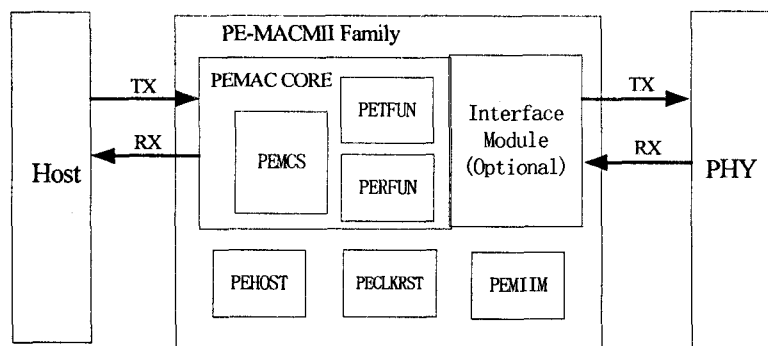 PE-MACMII Family
PEMAC CORE
TX
RX
Host
PEMCS
PETFUN
PERFUN
Interface
Module
(Optional)
TX
RX
PHY
PEHOST
PECLKRST
PEMIIM